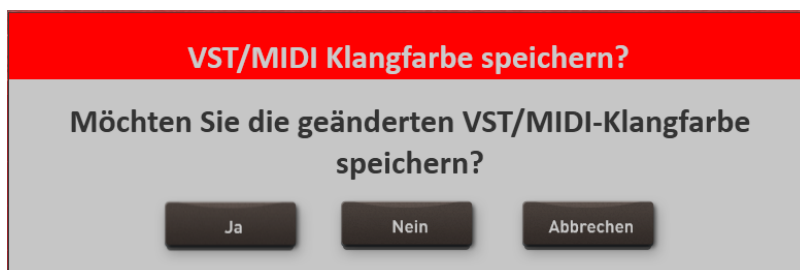 VST/MIDI Klangfarbe speichern?
Möchten Sie die geänderten VST/MIDI-Klangfarbe
speichern?
Ja Nein Abbrechen